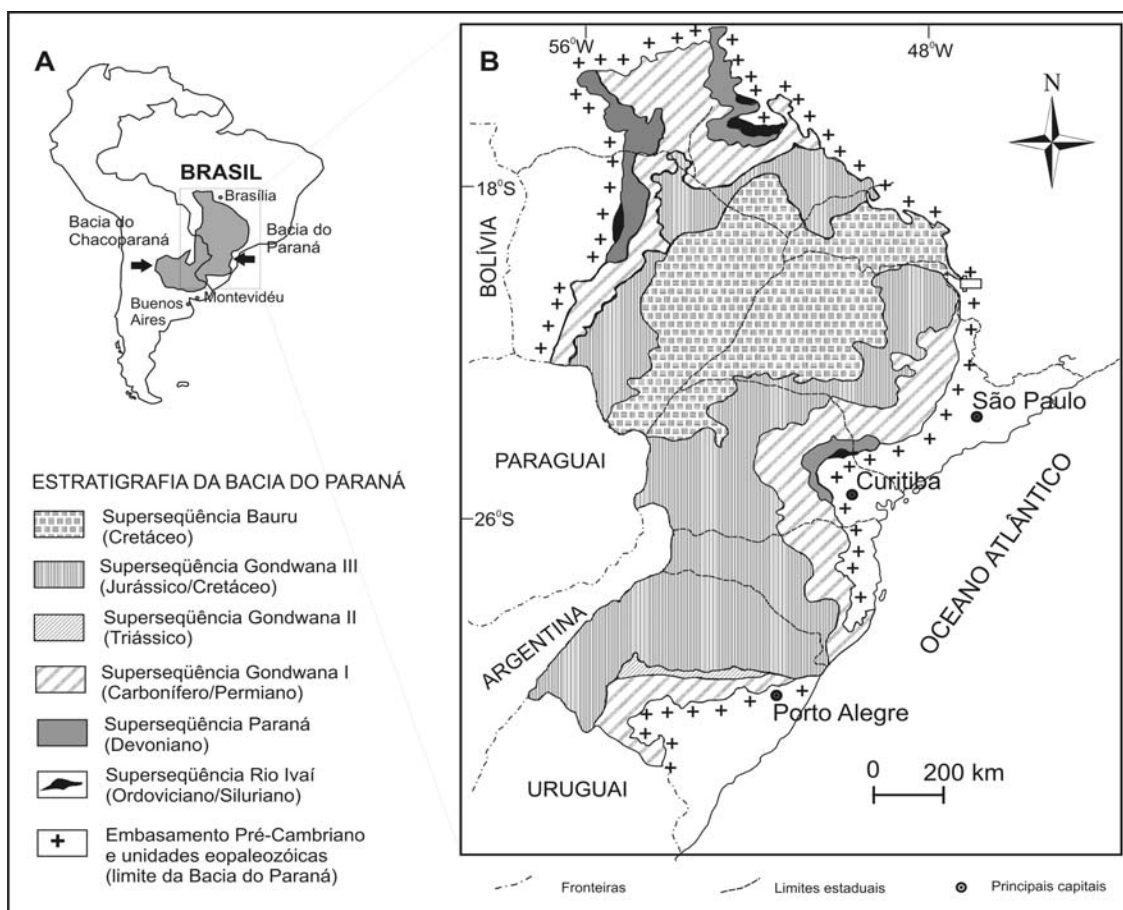 A
BRASIL
Brasília
Bacia do
Chacoparaná
Bacia do
Paraná
Buenos
Aires
Montevidéu
ESTRATIGRAFIA DA BACIA DO PARANÁ
Superseqüência Bauru
(Cretáceo)
Superseqüência Gondwana III
(Jurássico/Cretáceo)
Superseqüência Gondwana II
(Triássico)
Superseqüência Gondwana I
(Carbonífero/Permiano)
Superseqüência Paraná
(Devoniano)
Superseqüência Rio Ivaí
(Ordoviciano/Siluriano)
Embasamento Pré-Cambriano
e unidades eopaleozóicas
(limite da Bacia do Paraná)
B
56°W
48°W
N
18°S
BOLÍVIA
São Paulo
PARAGUAI
Curitiba
26°S
OCEANO ATLÂNTICO
ARGENTINA
Porto Alegre
URUGUAI
0 200 km
Fronteiras
Limites estaduais
Principais capitais